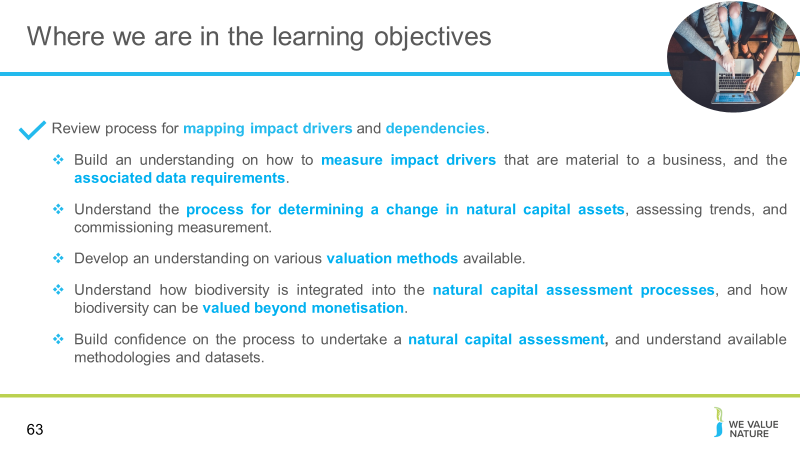 Where we are in the learning objectives
Review process for mapping impact drivers and dependencies.
Build an understanding on how to measure impact drivers that are material to a business, and the
associated data requirements.
Understand the process for determining a change in natural capital assets, assessing trends, and
commissioning measurement.
Develop an understanding on various valuation methods available.
Understand how biodiversity is integrated into the natural capital assessment processes, and how
biodiversity can be valued beyond monetisation.
Build confidence on the process to undertake a natural capital assessment, and understand available
methodologies and datasets.
63
WE VALUE
NATURE